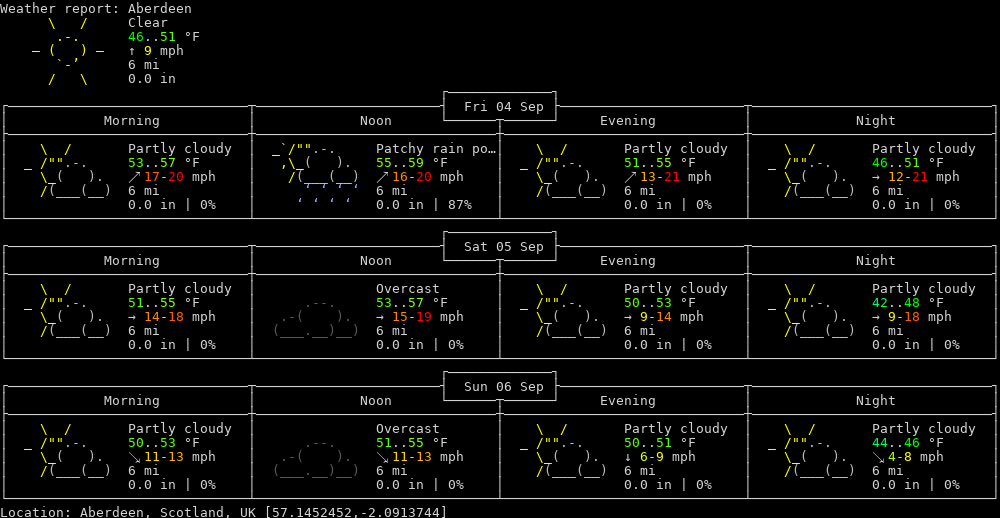 Weather report: Aberdeen
Clear
46..51 °F
↑ 9 mph
6 mi
0.0 in
Fri 04 Sep
Morning Noon Evening Night
Partly cloudy Patchy rain po… Partly cloudy Partly cloudy
53..57 °F 55..59 °F 51..55 °F 46..51 °F
↗ 17-20 mph ↗ 16-20 mph ↗ 13-21 mph → 12-21 mph
6 mi 6 mi 6 mi 6 mi
0.0 in | 0% 0.0 in | 87% 0.0 in | 0% 0.0 in | 0%
Sat 05 Sep
Morning Noon Evening Night
Partly cloudy Overcast Partly cloudy Partly cloudy
51..55 °F 53..57 °F 50..53 °F 42..48 °F
→ 14-18 mph → 15-19 mph → 9-14 mph → 9-18 mph
6 mi 6 mi 6 mi 6 mi
0.0 in | 0% 0.0 in | 0% 0.0 in | 0% 0.0 in | 0%
Sun 06 Sep
Morning Noon Evening Night
Partly cloudy Overcast Partly cloudy Partly cloudy
50..53 °F 51..55 °F 50..51 °F 44..46 °F
↘ 11-13 mph ↘ 11-13 mph ↓ 6-9 mph ↘ 4-8 mph
6 mi 6 mi 6 mi 6 mi
0.0 in | 0% 0.0 in | 0% 0.0 in | 0% 0.0 in | 0%
Location: Aberdeen, Scotland, UK [57.1452452,-2.0913744]